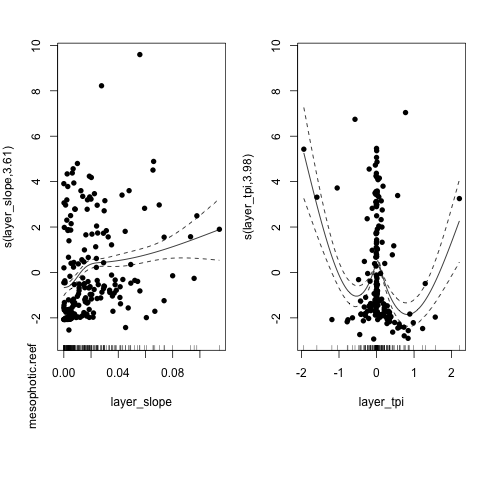 s(layer_slope,3.61)
10
8
6
4
2
0
-2
0.00 0.04 0.08
layer_slope
mesophotic.reef
s(layer_tpi,3.98)
10
8
6
4
2
0
-2
-2 -1 0 1 2
layer_tpi